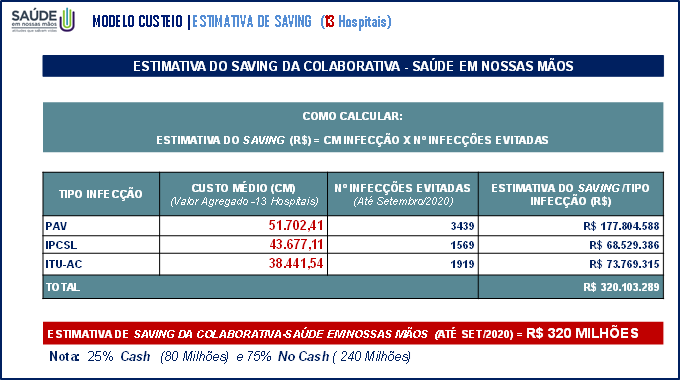 SAÚDE
em nossas mãos
atitudes que salvam vidas
MODELO CUSTEIO | ESTIMATIVA DE SAVING (13 Hospitais)
ESTIMATIVA DO SAVING DA COLABORATIVA - SAÚDE EM NOSSAS MÃOS
COMO CALCULAR:
ESTIMATIVA DO SAVING (R$) = CM INFECÇÃO X Nº INFECÇÕES EVITADAS
TIPO INFECÇÃO
CUSTO MÉDIO (CM)
(Valor Agregado -13 Hospitais)
Nº INFECÇÕES EVITADAS
(Até Setembro/2020)
ESTIMATIVA DO SAVING/TIPO
INFECÇÃO (R$)
PAV 51.702,41 3439 R$ 177.804.588
IPCSL 43.677,11 1569 R$ 68.529.386
ITU-AC 38.441,54 1919 R$ 73.769.315
TOTAL R$ 320.103.289
ESTIMATIVA DE SAVING DA COLABORATIVA-SAÚDE EM NOSSAS MÃOS (ATÉ SET/2020) = R$ 320 MILHÕES
Nota: 25% Cash (80 Milhões) e 75% No Cash ( 240 Milhões)